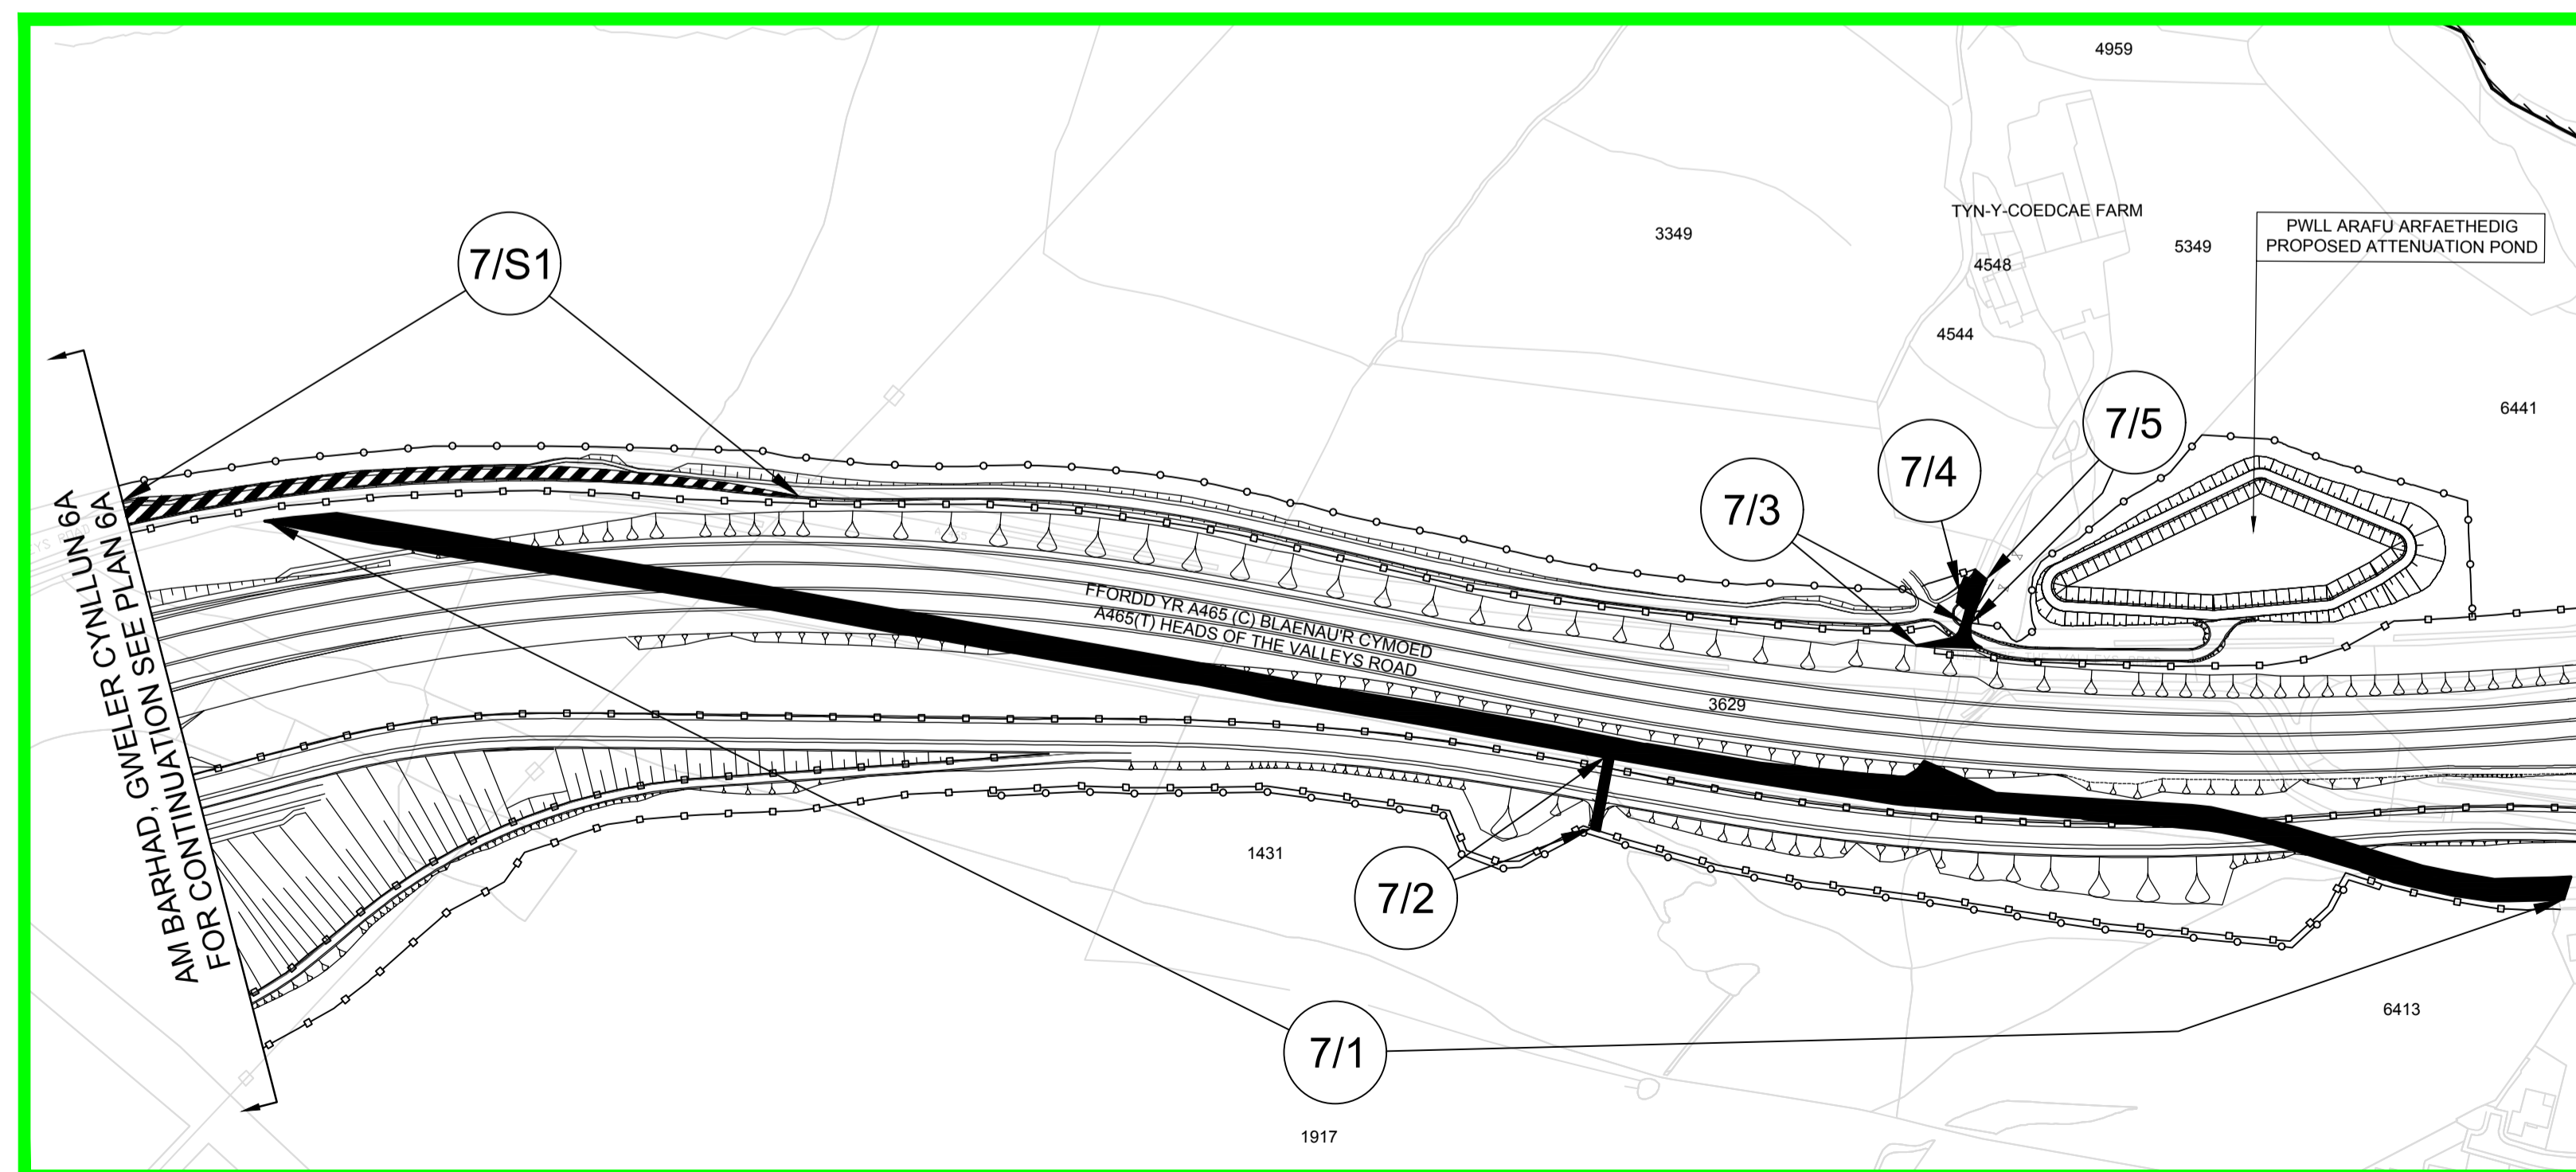 4959
TYN-Y-COEDCAE FARM
3349
5349
PWLL ARAFU ARFAETHEDIG
PROPOSED ATTENUATION POND
4548
7/S1
4544
6441
7/5
7/4
7/3
AM BARHAD, GWELER CYNLLUN 6A
FOR CONTINUATION SEE PLAN 6A
FFORDD YR A465 (C) BLAENAU'R CYMOED
A465(T) HEADS OF THE VALLEYS ROAD
3629
1431
7/2
7/1
6413
1917